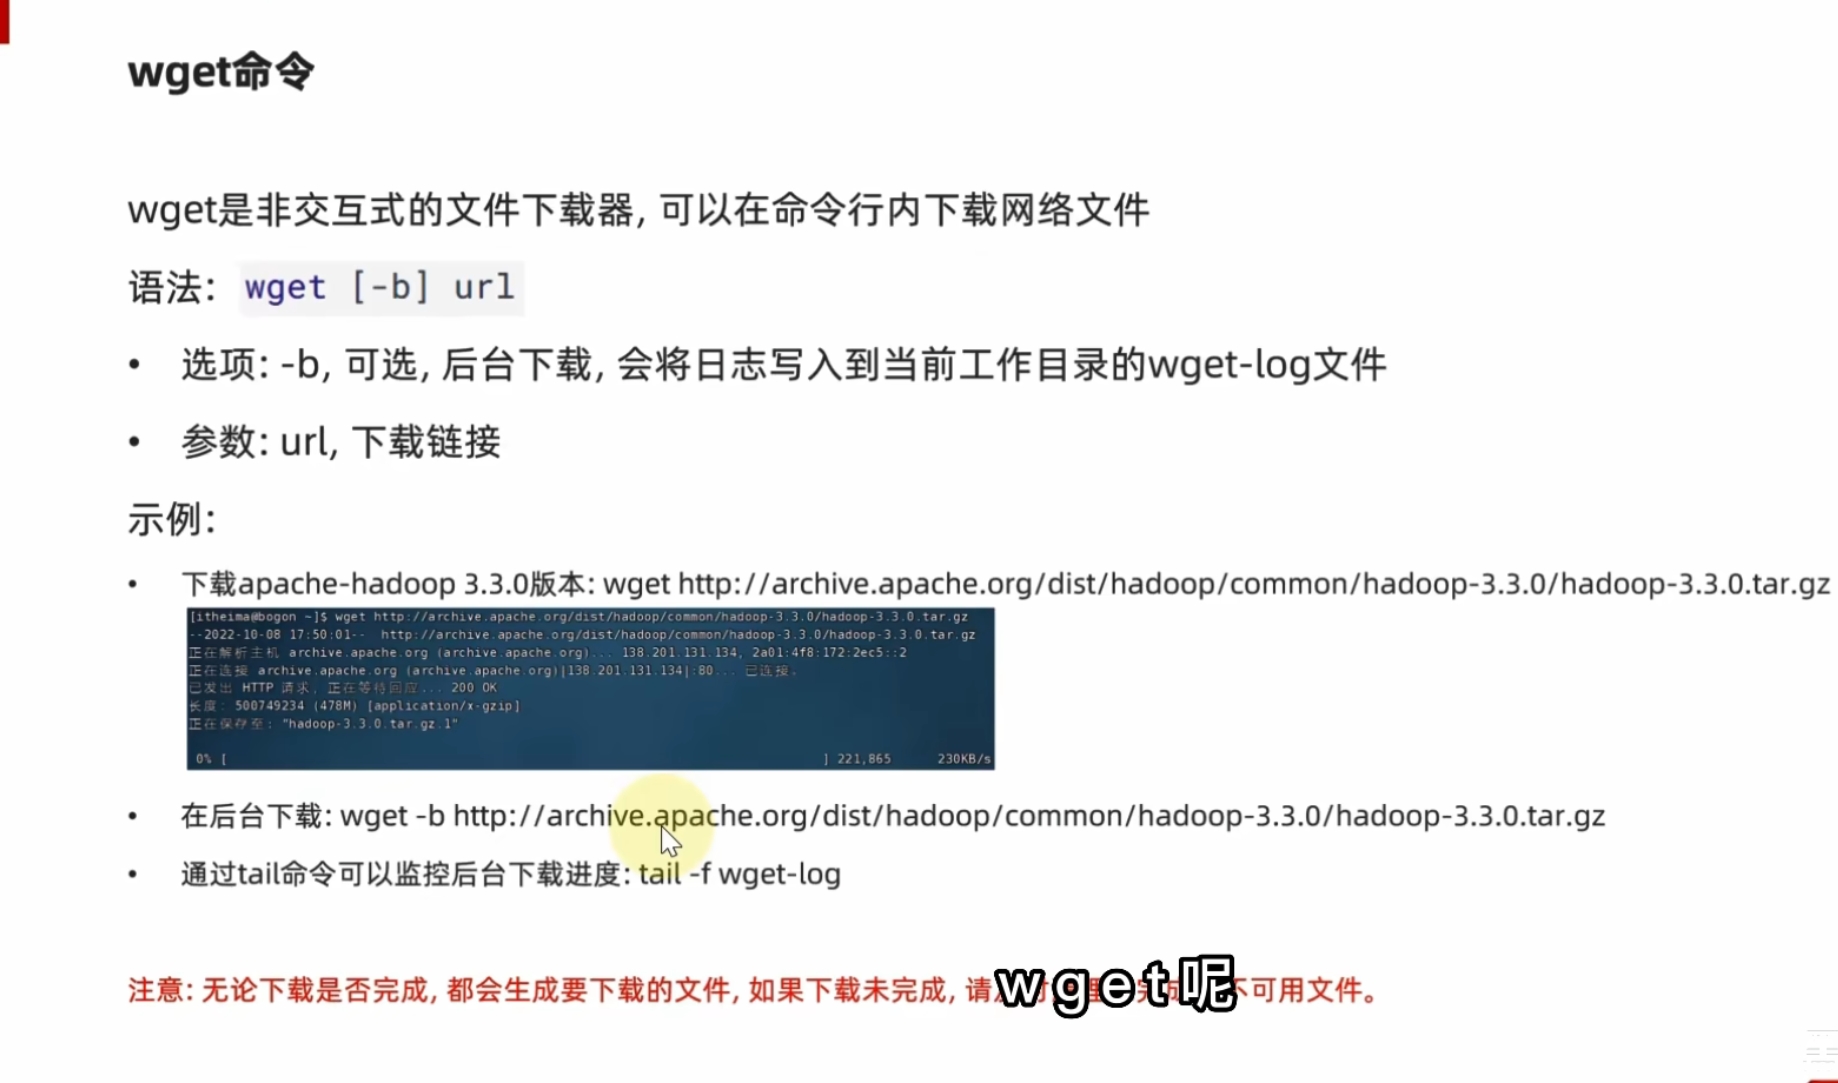 wget命令
wget是非交互式的文件下载器, 可以在命令行内下载网络文件
语法: wget [-b] url
• 选项: -b, 可选, 后台下载, 会将日志写入到当前工作目录的wget-log文件
• 参数: url, 下载链接
示例:
• 下载apache-hadoop 3.3.0版本: wget http://archive.apache.org/dist/hadoop/common/hadoop-3.3.0/hadoop-3.3.0.tar.gz
[itheima@bogon ~]$ wget http://archive.apache.org/dist/hadoop/common/hadoop-3.3.0/hadoop-3.3.0.tar.gz
--2022-10-08 17:50:01-- http://archive.apache.org/dist/hadoop/common/hadoop-3.3.0/hadoop-3.3.0.tar.gz
正在解析主机 archive.apache.org (archive.apache.org)... 138.201.131.134, 2a01:4f8:172:2ec5::2
正在连接 archive.apache.org (archive.apache.org)|138.201.131.134|:80... 已连接。
已发出 HTTP 请求, 正在等待回应... 200 OK
长度: 500749234 (478M) [application/x-gzip]
正在保存至: "hadoop-3.3.0.tar.gz.1"
0% [ ] 221,865 230KB/s
• 在后台下载: wget -b http://archive.apache.org/dist/hadoop/common/hadoop-3.3.0/hadoop-3.3.0.tar.gz
• 通过tail命令可以监控后台下载进度: tail -f wget-log
注意: 无论下载是否完成, 都会生成要下载的文件, 如果下载未完成, 请 不可用文件。
wget呢